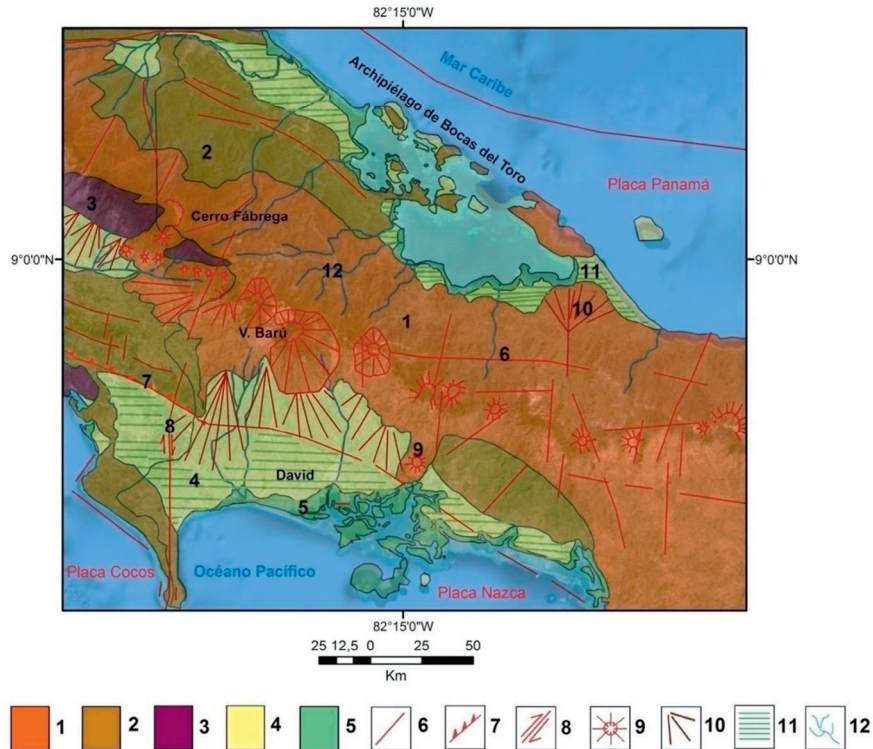 82°15'0"W
Mar Caribe
Archipiélago de Bocas del Toro
2
Placa Panamá
3
Cerro Fábrega
9°0'0"N
9°0'0"N
12
11
10
1
V. Barú
6
7
8
9
4
David
5
Placa Cocos
Océano Pacífico
Placa Nazca
82°15'0"W
25 12,5 0 25 50
Km
1 2 3 4 5 6 7 8 9 10 11 12